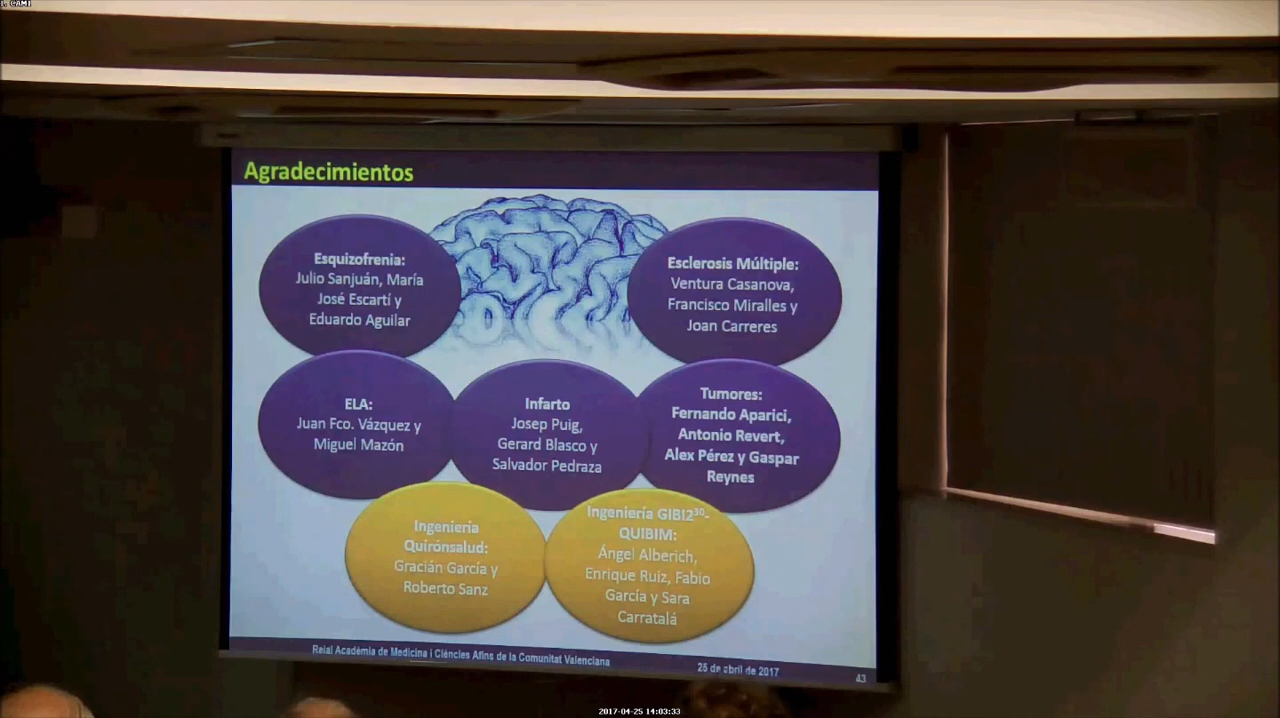 1. CAM1
Agradecimientos
Esquizofrenia:
Julio Sanjuán, María
José Escartí y
Eduardo Aguilar
Esclerosis Múltiple:
Ventura Casanova,
Francisco Miralles y
Joan Carreres
ELA:
Juan Fco. Vázquez y
Miguel Mazón
Infarto
Josep Puig,
Gerard Blasco y
Salvador Pedraza
Tumores:
Fernando Aparici,
Antonio Revert,
Alex Pérez y Gaspar
Reynes
Ingenieria
Quirónsalud:
Gracián García y
Roberto Sanz
Ingeniería GIBI2³⁰-
QUIBIM:
Ángel Alberich,
Enrique Ruiz, Fabio
García y Sara
Carratalá
Reial Acadèmia de Medicina i Ciències Afins de la Comunitat Valenciana
25 de abril de 2017
43
2017-04-25 14:03:33